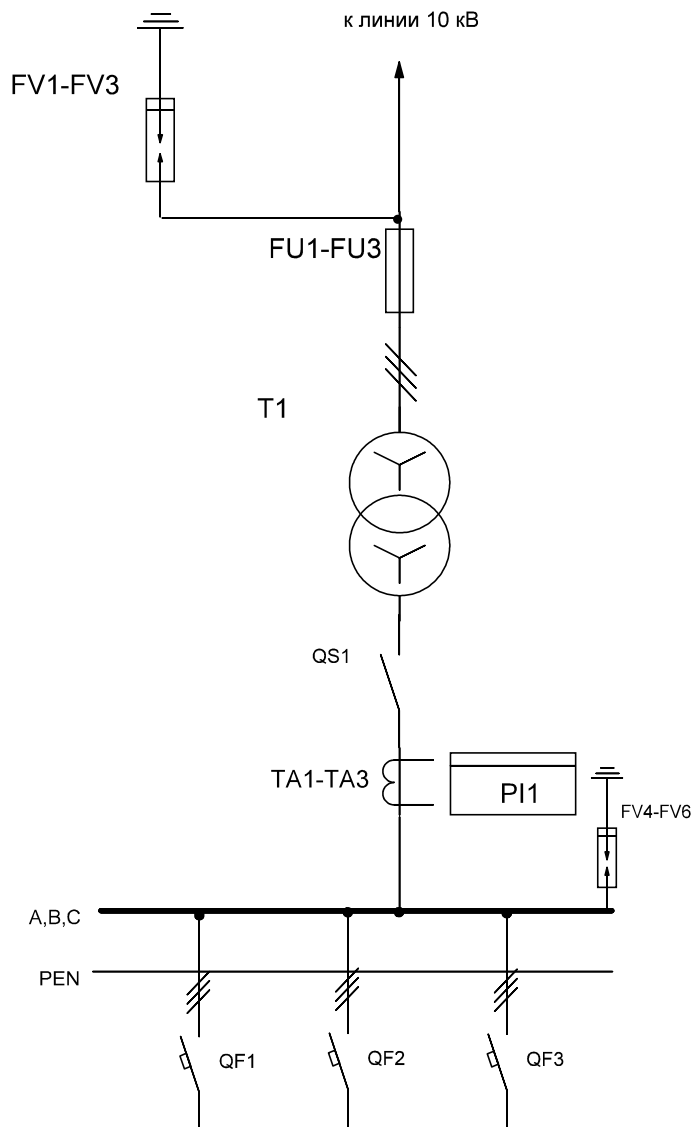 к линии 10 кВ
FV1-FV3
FU1-FU3
T1
QS1
TA1-TA3
PI1
FV4-FV6
A,B,C
PEN
QF1
QF2
QF3